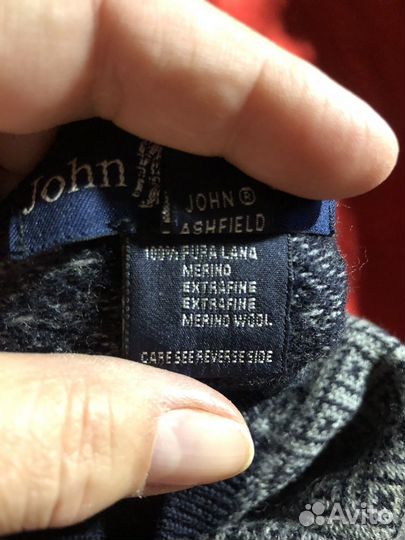 John
JOHN ®
ASHFIELD
100% PURA LANA
MERINO
EXTRAFINE
EXTRAFINE
MERINO WOOL
CARE SEE REVERSE SIDE
Avito